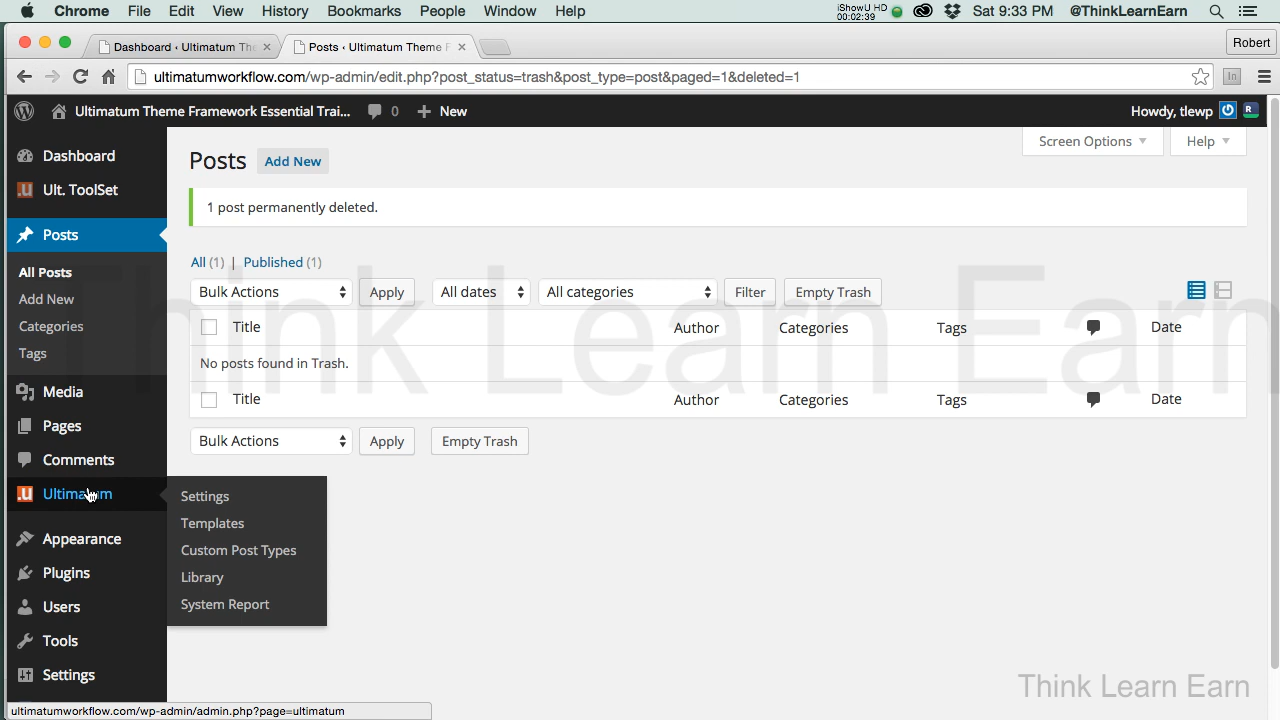 Chrome File Edit View History Bookmarks People Window Help iShowU HD 00:02:39 Sat 9:33 PM @ThinkLearnEarn
Dashboard ‹ Ultimatum The × Posts ‹ Ultimatum Theme F × Robert
ultimatumworkflow.com/wp-admin/edit.php?post_status=trash&post_type=post&paged=1&deleted=1
Ultimatum Theme Framework Essential Trai... 0 + New Howdy, tlewp
Dashboard
Ult. ToolSet
Posts
All Posts
Add New
Categories
Tags
Media
Pages
Comments
Ultimatum
Appearance
Plugins
Users
Tools
Settings
Settings
Templates
Custom Post Types
Library
System Report
Screen Options Help
Posts Add New
1 post permanently deleted.
All (1) | Published (1)
Bulk Actions Apply All dates All categories Filter Empty Trash
Title Author Categories Tags Date
No posts found in Trash.
Title Author Categories Tags Date
Bulk Actions Apply Empty Trash
Think Learn Earn
Think Learn Earn
ultimatumworkflow.com/wp-admin/admin.php?page=ultimatum